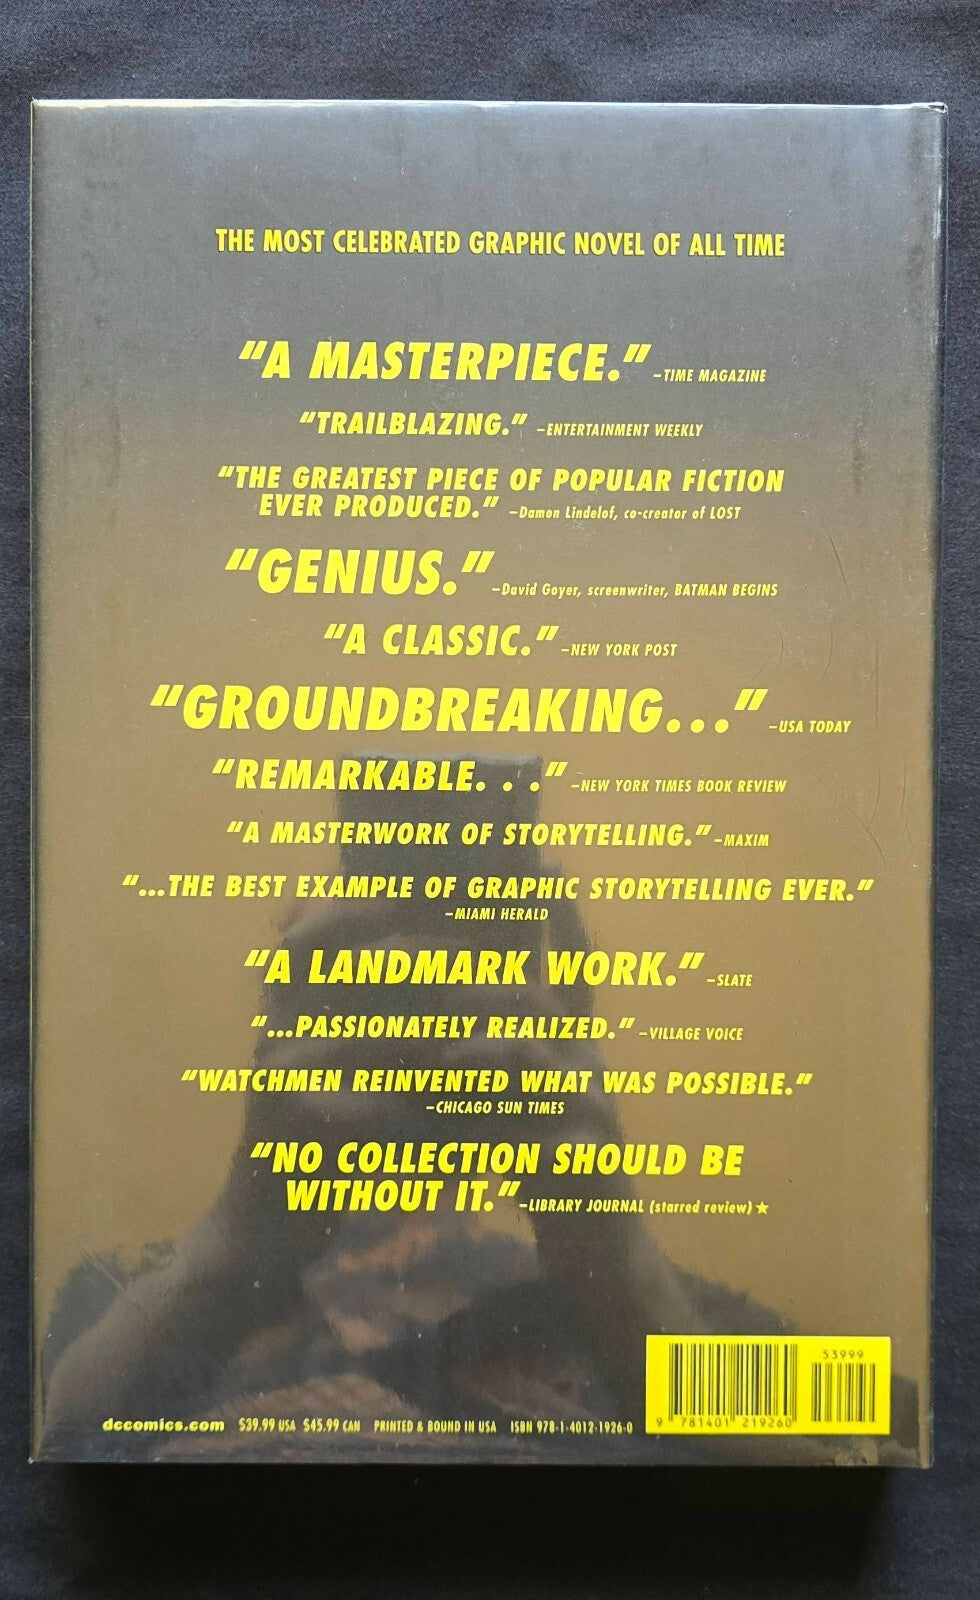 THE MOST CELEBRATED GRAPHIC NOVEL OF ALL TIME
“A MASTERPIECE.” –TIME MAGAZINE
“TRAILBLAZING.” –ENTERTAINMENT WEEKLY
“THE GREATEST PIECE OF POPULAR FICTION
EVER PRODUCED.” –Damon Lindelof, co-creator of LOST
“GENIUS.” –David Goyer, screenwriter, BATMAN BEGINS
“A CLASSIC.” –NEW YORK POST
“GROUNDBREAKING...” –USA TODAY
“REMARKABLE. . .” –NEW YORK TIMES BOOK REVIEW
“A MASTERWORK OF STORYTELLING.” –MAXIM
“...THE BEST EXAMPLE OF GRAPHIC STORYTELLING EVER.”
–MIAMI HERALD
“A LANDMARK WORK.” –SLATE
“...PASSIONATELY REALIZED.” –VILLAGE VOICE
“WATCHMEN REINVENTED WHAT WAS POSSIBLE.”
–CHICAGO SUN TIMES
“NO COLLECTION SHOULD BE
WITHOUT IT.” –LIBRARY JOURNAL (starred review) ★
53999
9 781401 219260
dccomics.com $39.99 USA $45.99 CAN PRINTED & BOUND IN USA ISBN 978-1-4012-1926-0